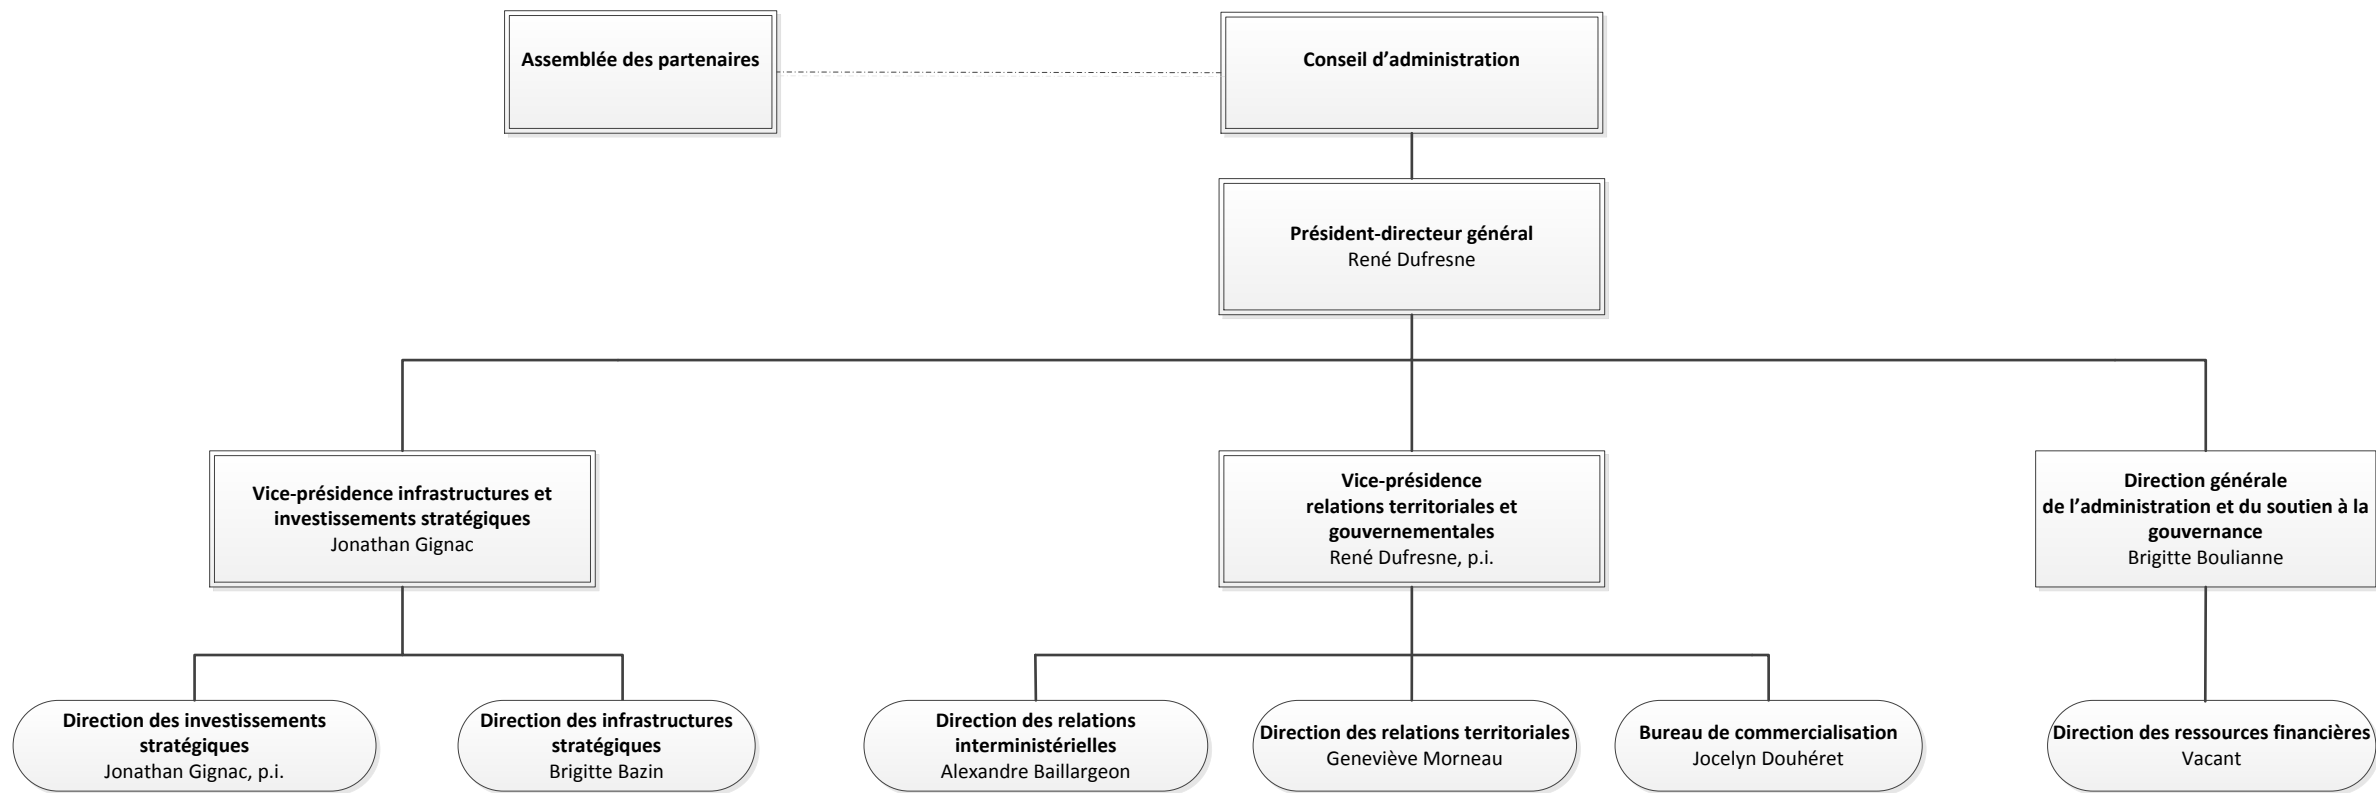 Assemblée des partenaires
Conseil d’administration
Président-directeur général
René Dufresne
Vice-présidence infrastructures et
investissements stratégiques
Jonathan Gignac
Vice-présidence
relations territoriales et
gouvernementales
René Dufresne, p.i.
Direction générale
de l’administration et du soutien à la
gouvernance
Brigitte Boulianne
Direction des investissements
stratégiques
Jonathan Gignac, p.i.
Direction des infrastructures
stratégiques
Brigitte Bazin
Direction des relations
interministérielles
Alexandre Baillargeon
Direction des relations territoriales
Geneviève Morneau
Bureau de commercialisation
Jocelyn Douhéret
Direction des ressources financières
Vacant